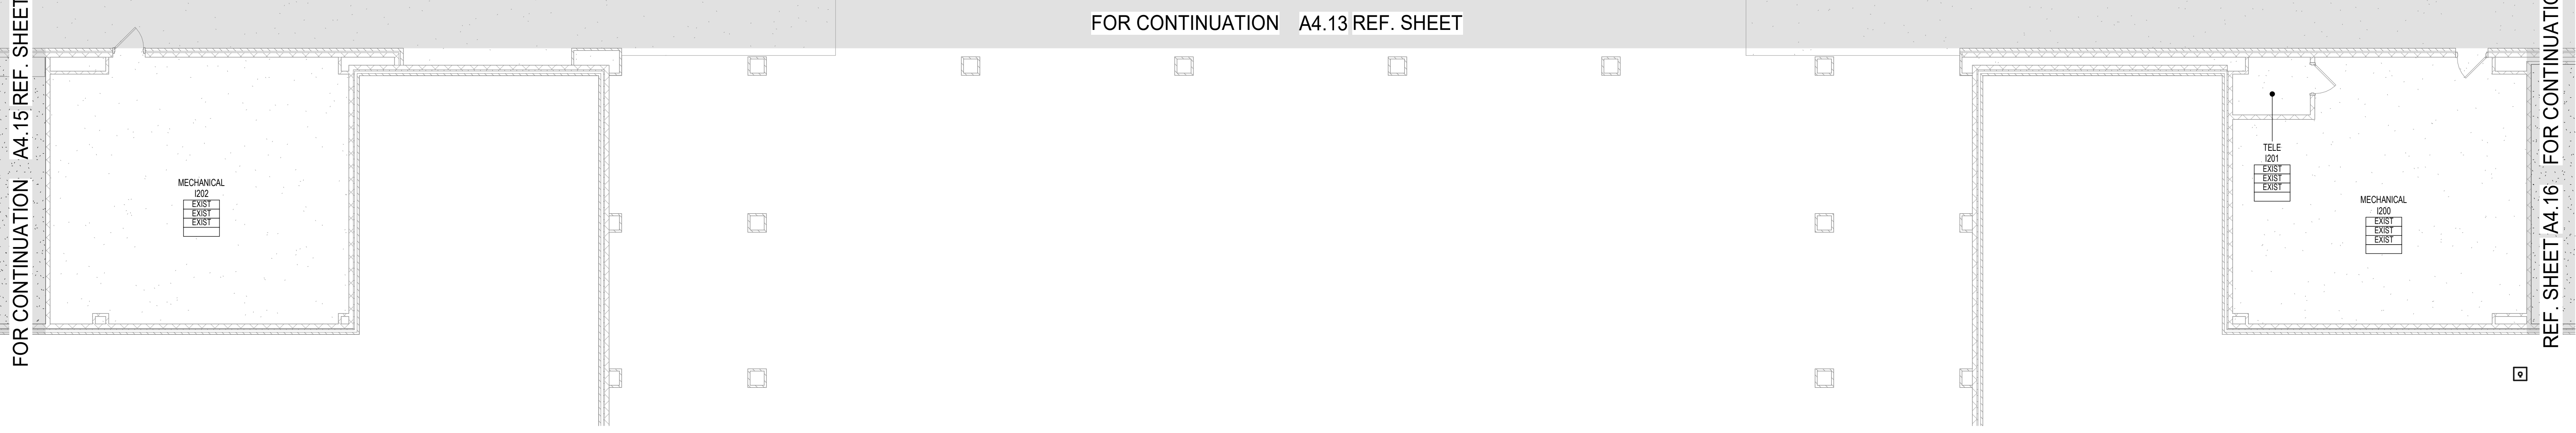 FOR CONTINUATION A4.13 REF. SHEET
FOR CONTINUATION A4.15 REF. SHEET
MECHANICAL
I202
EXIST
EXIST
EXIST
TELE
I201
EXIST
EXIST
EXIST
MECHANICAL
I200
EXIST
EXIST
EXIST
REF. SHEET A4.16 FOR CONTINUATIO